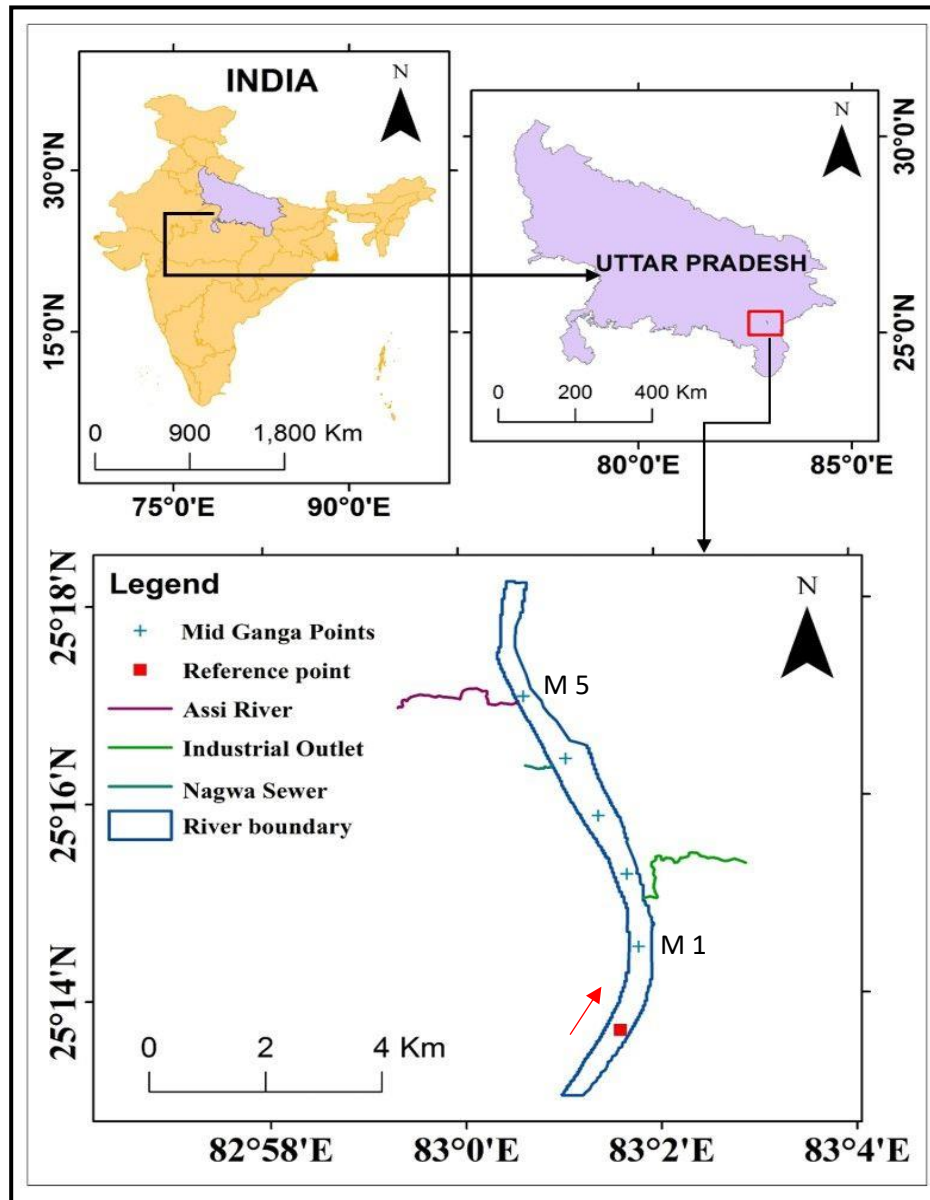 INDIA
N
30°0'N
15°0'N
0 900 1,800 Km
75°0'E 90°0'E
N
UTTAR PRADESH
30°0'N
25°0'N
0 200 400 Km
80°0'E 85°0'E
Legend
Mid Ganga Points
Reference point
Assi River
Industrial Outlet
Nagwa Sewer
River boundary
N
M 5
M 1
25°18'N
25°16'N
25°14'N
0 2 4 Km
82°58'E 83°0'E 83°2'E 83°4'E